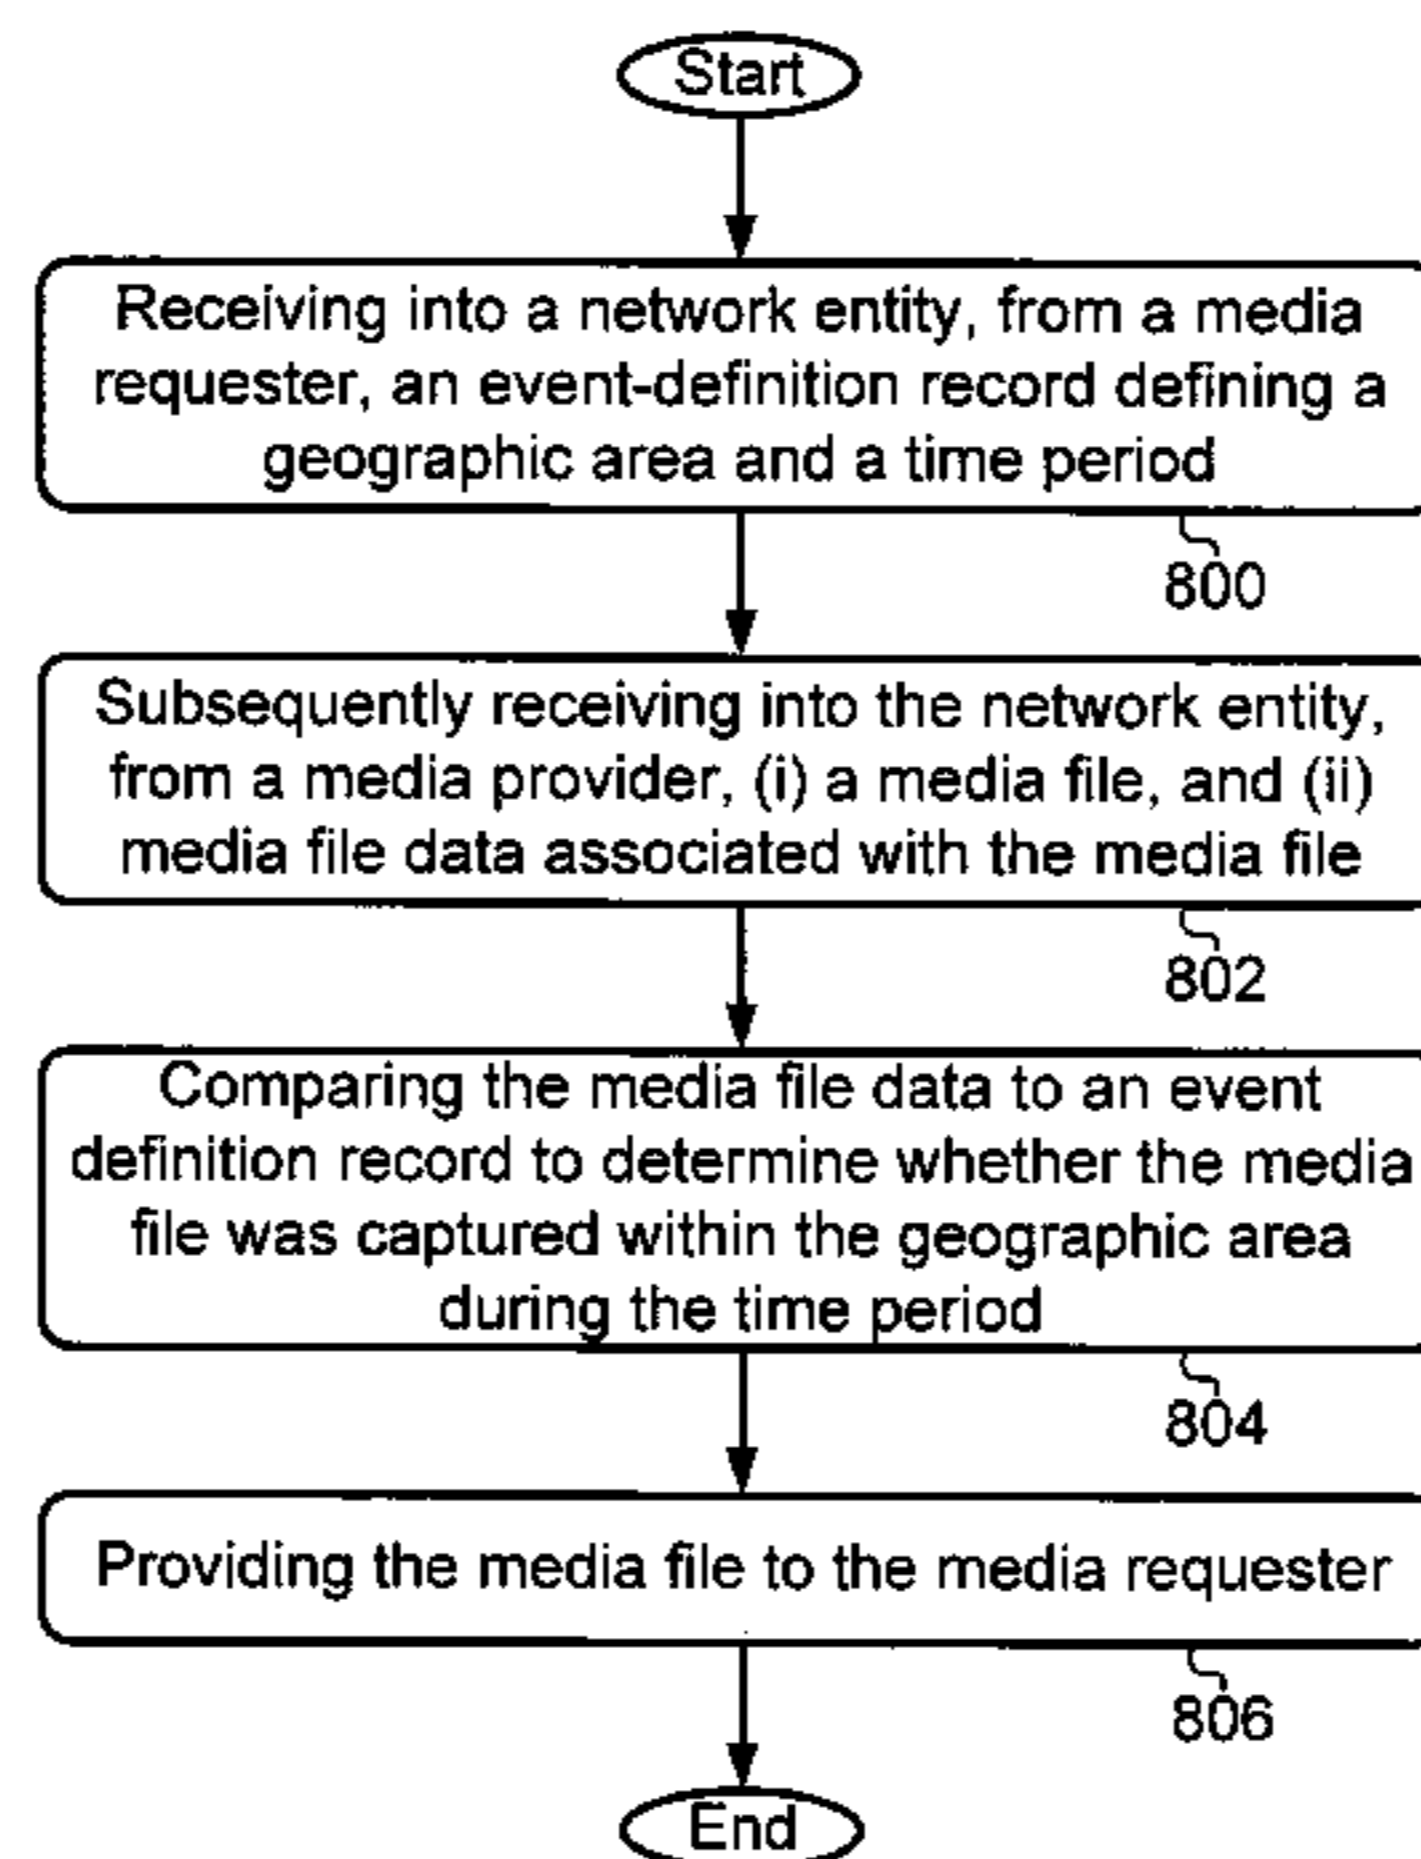 Start
Receiving into a network entity, from a media
requester, an event-definition record defining a
geographic area and a time period
800
Subsequently receiving into the network entity,
from a media provider, (i) a media file, and (ii)
media file data associated with the media file
802
Comparing the media file data to an event
definition record to determine whether the media
file was captured within the geographic area
during the time period
804
Providing the media file to the media requester
806
End